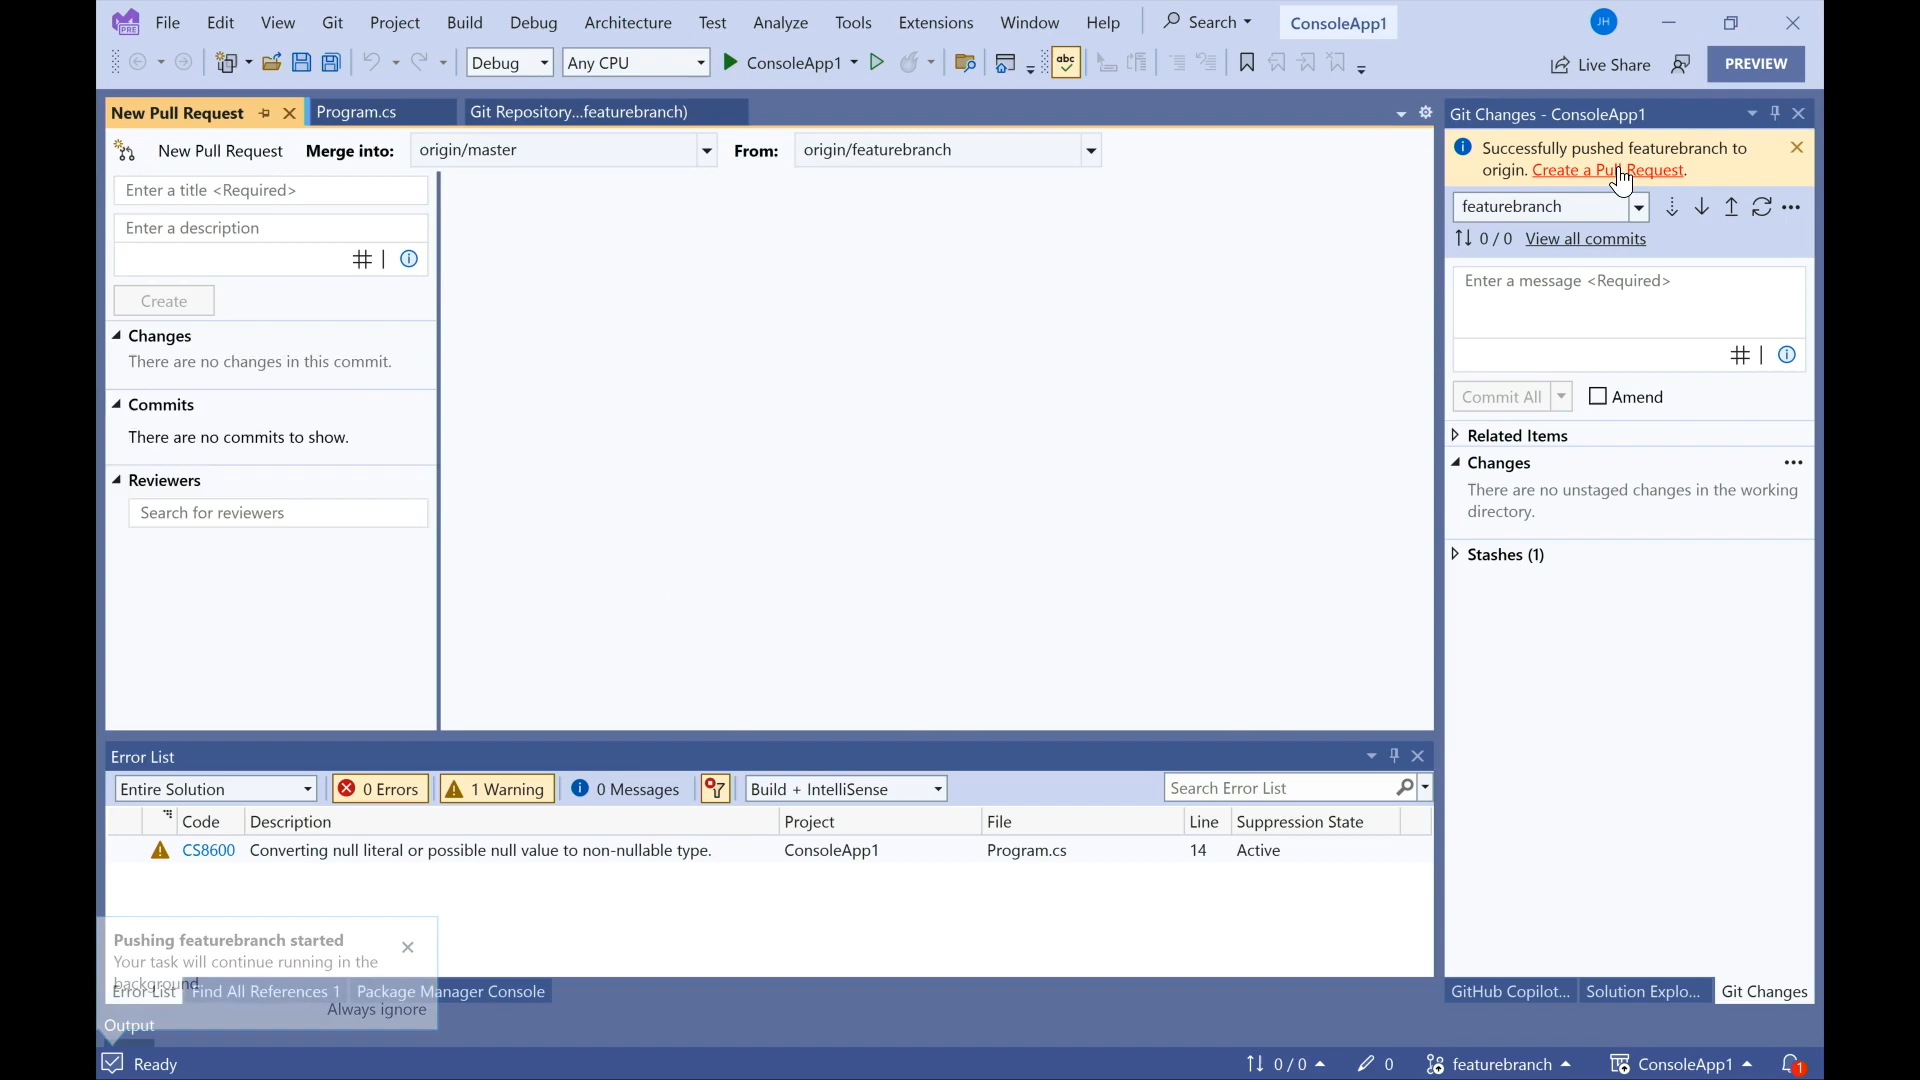 File Edit View Git Project Build Debug Architecture Test Analyze Tools Extensions Window Help Search ConsoleApp1 JH
PRE
Debug Any CPU ConsoleApp1 abc Live Share PREVIEW
New Pull Request Program.cs Git Repository...featurebranch)
New Pull Request Merge into: origin/master From: origin/featurebranch
Enter a title <Required>
Enter a description
Create
Changes
There are no changes in this commit.
Commits
There are no commits to show.
Reviewers
Search for reviewers
Git Changes - ConsoleApp1
Successfully pushed featurebranch to
origin. Create a Pull Request.
featurebranch
0 / 0 View all commits
Enter a message <Required>
Commit All Amend
Related Items
Changes
There are no unstaged changes in the working
directory.
Stashes (1)
Error List
Entire Solution 0 Errors 1 Warning 0 Messages Build + IntelliSense Search Error List
Code Description Project File Line Suppression State
CS8600 Converting null literal or possible null value to non-nullable type. ConsoleApp1 Program.cs 14 Active
Pushing featurebranch started
Your task will continue running in the
background
Always ignore
Error List Find All References 1 Package Manager Console
GitHub Copilot... Solution Explo... Git Changes
Output
Ready 0 / 0 0 featurebranch ConsoleApp1 1